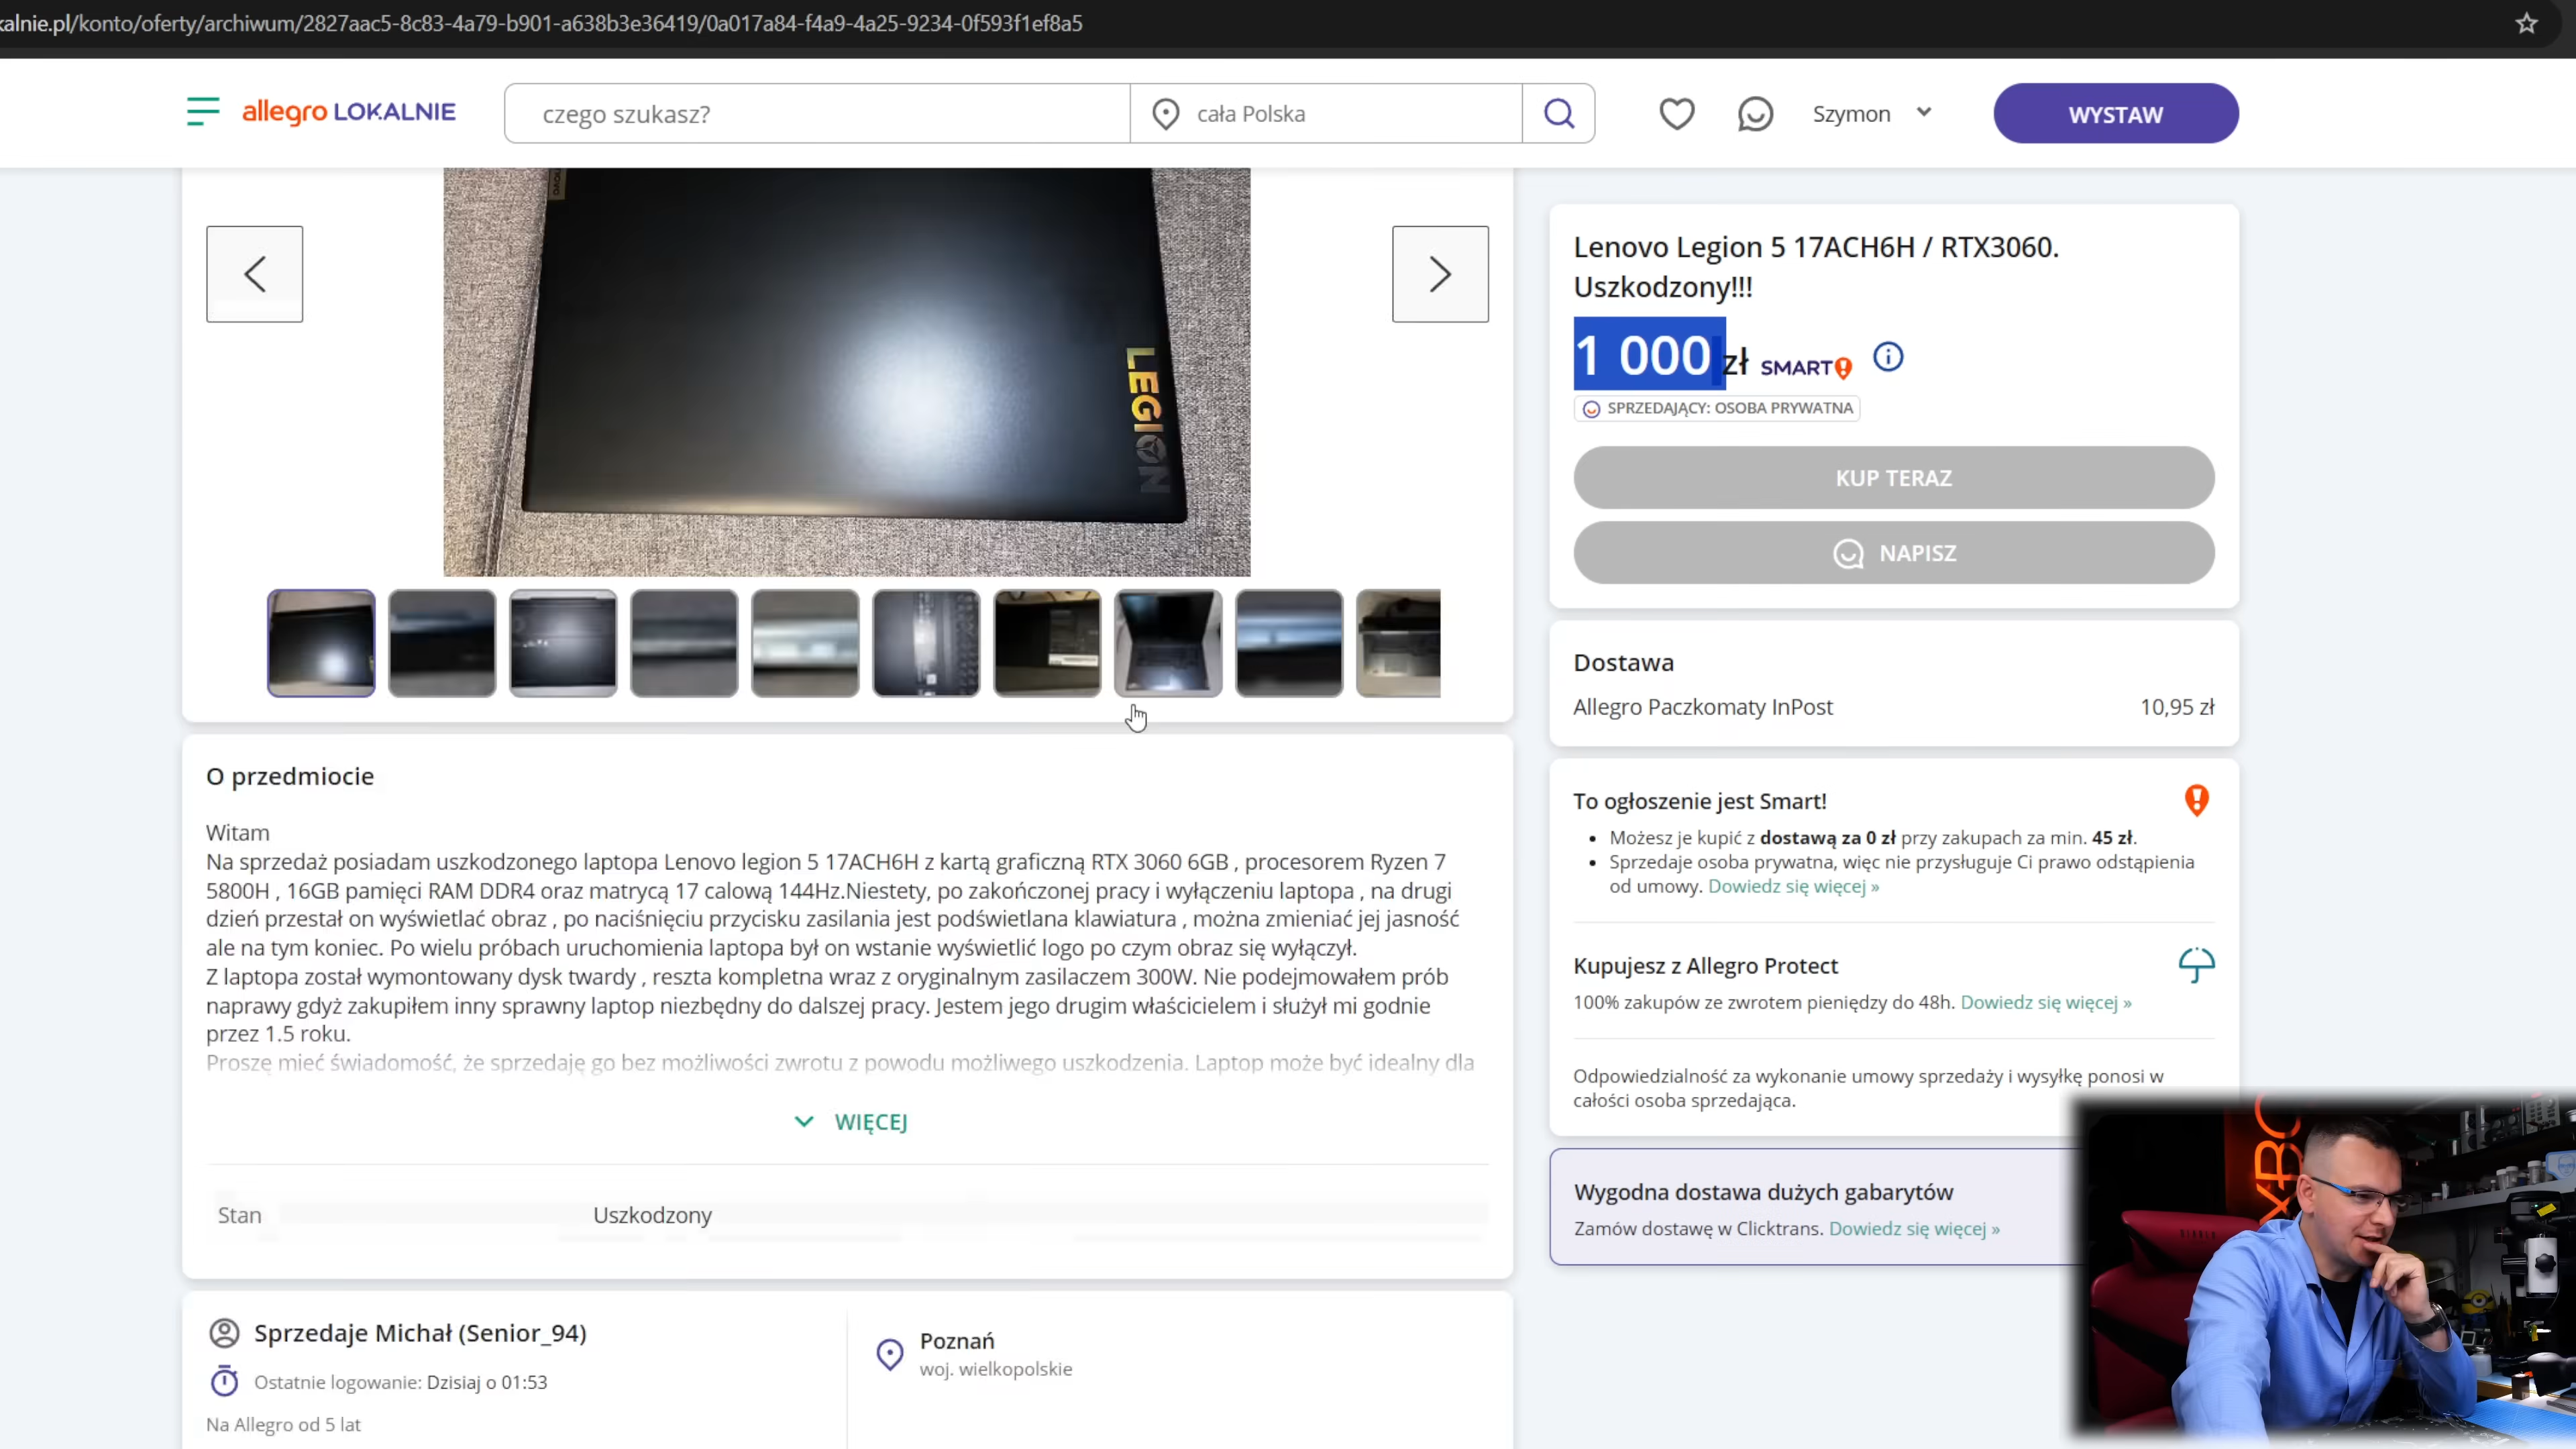 alnie.pl/konto/oferty/archiwum/2827aac5-8c83-4a79-b901-a638b3e36419/0a017a84-f4a9-4a25-9234-0f593f1ef8a5
allegro LOKALNIE
czego szukasz?
cała Polska
Szymon
WYSTAW
LEGION
Lenovo Legion 5 17ACH6H / RTX3060.
Uszkodzony!!!
1 000 zł SMART!
SPRZEDAJĄCY: OSOBA PRYWATNA
KUP TERAZ
NAPISZ
Dostawa
Allegro Paczkomaty InPost 10,95 zł
To ogłoszenie jest Smart!
• Możesz je kupić z dostawą za 0 zł przy zakupach za min. 45 zł.
• Sprzedaje osoba prywatna, więc nie przysługuje Ci prawo odstąpienia
od umowy. Dowiedz się więcej »
Kupujesz z Allegro Protect
100% zakupów ze zwrotem pieniędzy do 48h. Dowiedz się więcej »
Odpowiedzialność za wykonanie umowy sprzedaży i wysyłkę ponosi w
całości osoba sprzedająca.
Wygodna dostawa dużych gabarytów
Zamów dostawę w Clicktrans. Dowiedz się więcej »
O przedmiocie
Witam
Na sprzedaż posiadam uszkodzonego laptopa Lenovo legion 5 17ACH6H z kartą graficzną RTX 3060 6GB , procesorem Ryzen 7
5800H , 16GB pamięci RAM DDR4 oraz matrycą 17 calową 144Hz.Niestety, po zakończonej pracy i wyłączeniu laptopa , na drugi
dzień przestał on wyświetlać obraz , po naciśnięciu przycisku zasilania jest podświetlana klawiatura , można zmieniać jej jasność
ale na tym koniec. Po wielu próbach uruchomienia laptopa był on wstanie wyświetlić logo po czym obraz się wyłączył.
Z laptopa został wymontowany dysk twardy , reszta kompletna wraz z oryginalnym zasilaczem 300W. Nie podejmowałem prób
naprawy gdyż zakupiłem inny sprawny laptop niezbędny do dalszej pracy. Jestem jego drugim właścicielem i służył mi godnie
przez 1.5 roku.
Proszę mieć świadomość, że sprzedaję go bez możliwości zwrotu z powodu możliwego uszkodzenia. Laptop może być idealny dla
WIĘCEJ
Stan Uszkodzony
Sprzedaje Michał (Senior_94)
Ostatnie logowanie: Dzisiaj o 01:53
Na Allegro od 5 lat
Poznań
woj. wielkopolskie